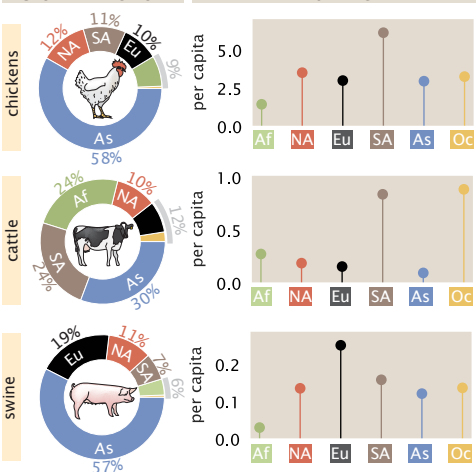 chickens
12%
NA
11%
SA
10%
Eu
9%
As
58%
per capita
5.0
2.5
0.0
Af NA Eu SA As Oc
cattle
24%
Af
10%
NA
12%
SA
24%
As
30%
per capita
1.0
0.5
0.0
Af NA Eu SA As Oc
swine
19%
Eu
11%
NA
7%
SA
6%
As
57%
per capita
0.2
0.1
0.0
Af NA Eu SA As Oc